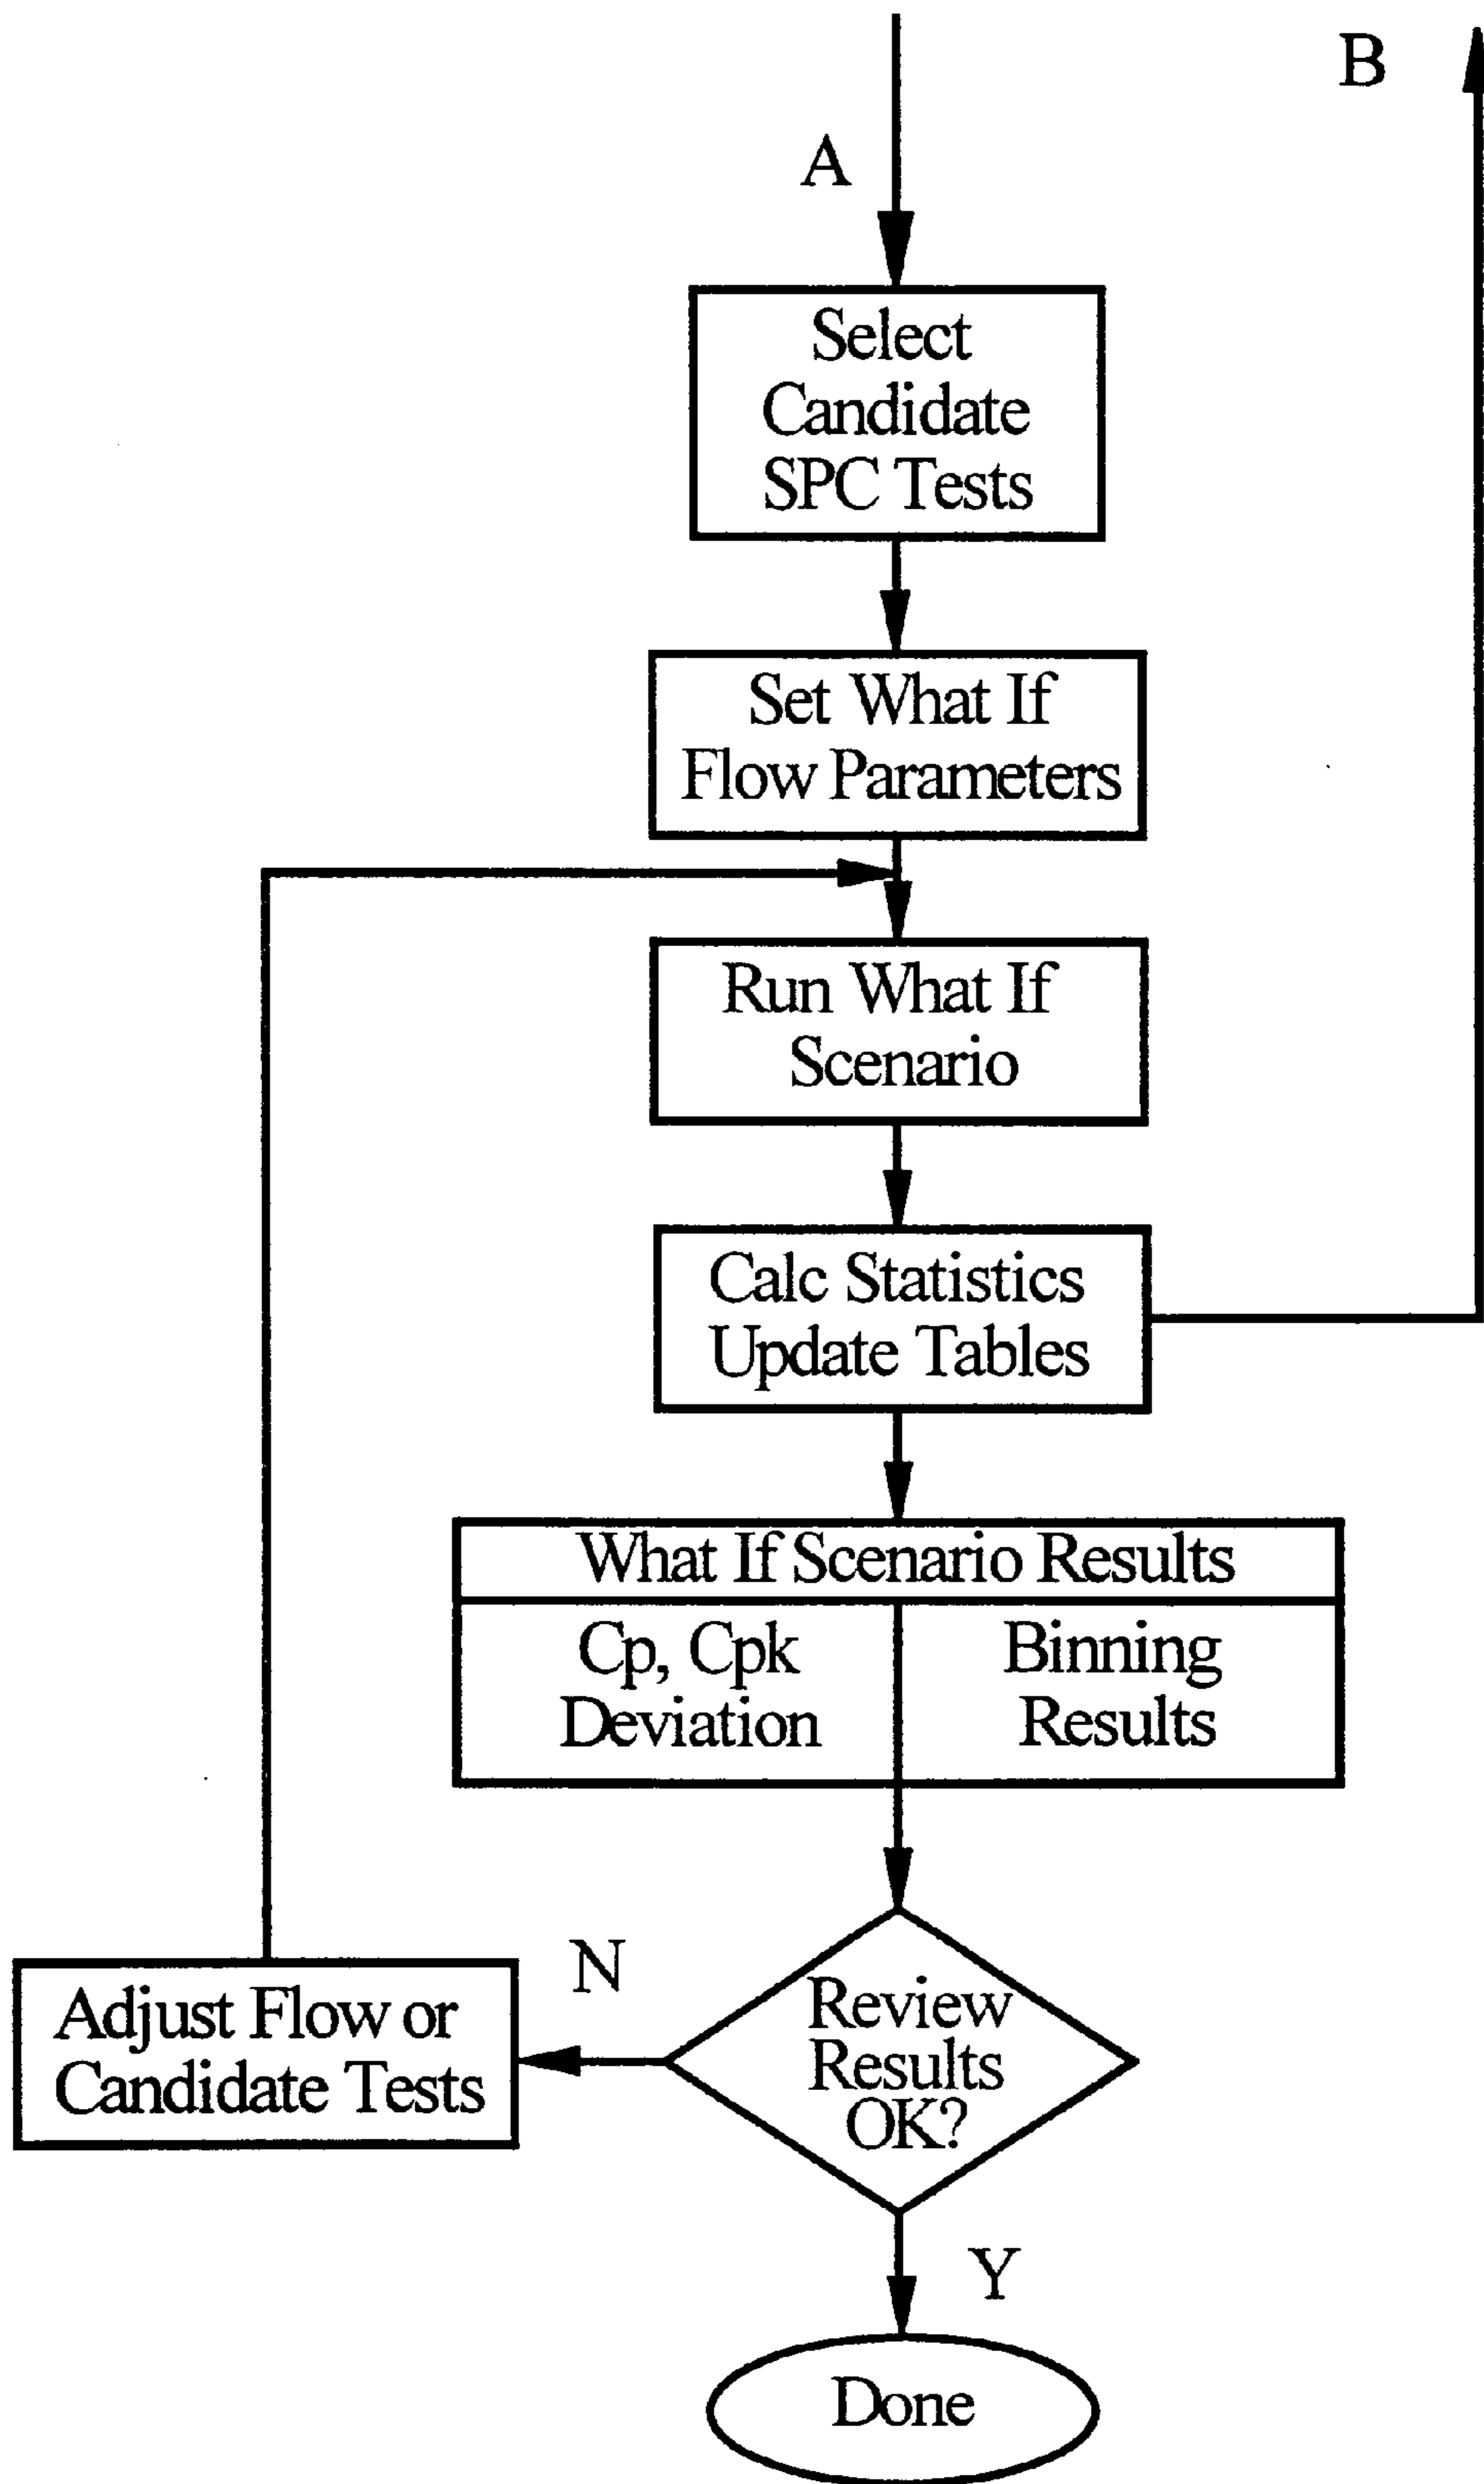 B
A
Select
Candidate
SPC Tests
Set What If
Flow Parameters
Run What If
Scenario
Calc Statistics
Update Tables
What If Scenario Results
Cp, Cpk
Deviation
Binning
Results
N
Review
Results
OK?
Adjust Flow or
Candidate Tests
Y
Done